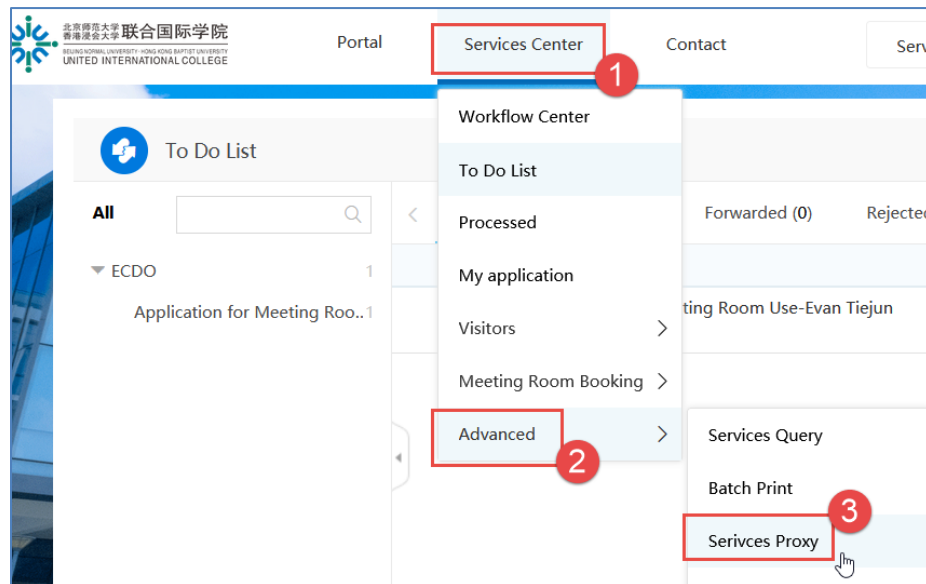 北京师范大学
香港浸会大学 联合国际学院
BEIJING NORMAL UNIVERSITY·HONG KONG BAPTIST UNIVERSITY
UNITED INTERNATIONAL COLLEGE
Portal
Services Center
Contact
Serv
1
Workflow Center
To Do List
To Do List
All
Processed
Forwarded (0)
Rejected
ECDO 1
My application
Application for Meeting Roo..1
ting Room Use-Evan Tiejun
Visitors
Meeting Room Booking
Advanced
2
Services Query
Batch Print
3
Serivces Proxy